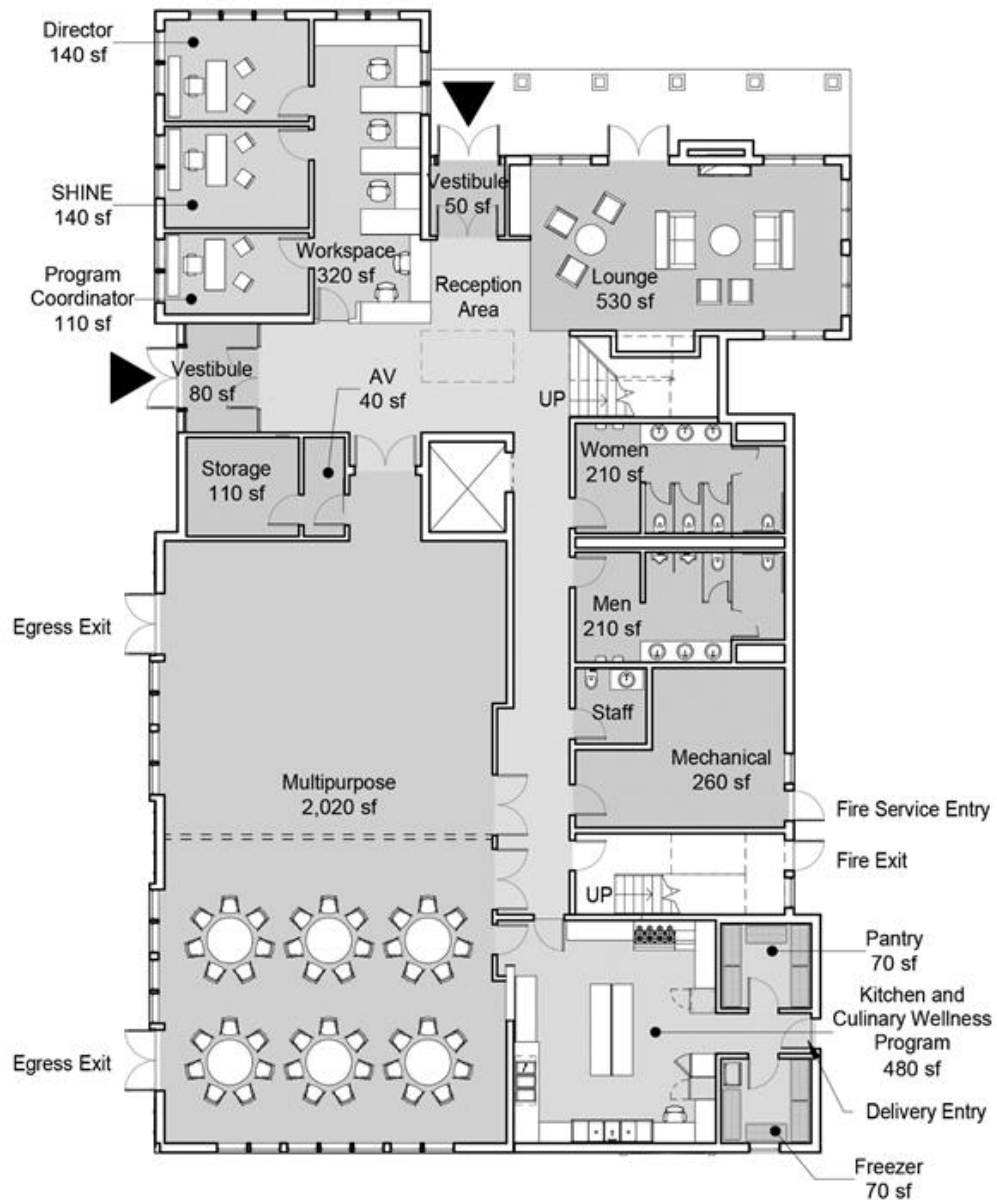 Director
140 sf
SHINE
140 sf
Program
Coordinator
110 sf
Workspace
320 sf
Vestibule
50 sf
Reception
Area
Lounge
530 sf
Vestibule
80 sf
AV
40 sf
UP
Storage
110 sf
Women
210 sf
Men
210 sf
Staff
Mechanical
260 sf
Egress Exit
Multipurpose
2,020 sf
Fire Service Entry
Fire Exit
UP
Pantry
70 sf
Kitchen and
Culinary Wellness
Program
480 sf
Egress Exit
Delivery Entry
Freezer
70 sf